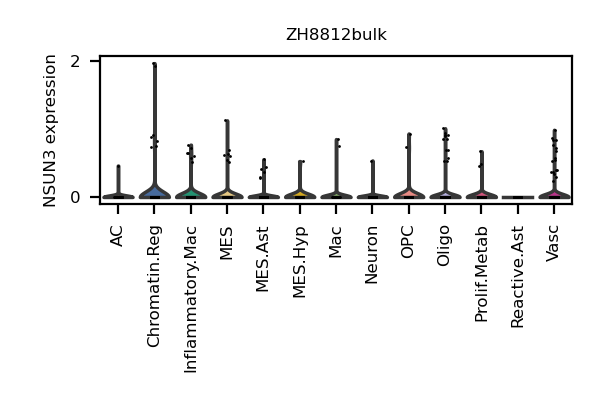 ZH8812bulk
NSUN3 expression
2
0
AC
Chromatin.Reg
Inflammatory.Mac
MES
MES.Ast
MES.Hyp
Mac
Neuron
OPC
Oligo
Prolif.Metab
Reactive.Ast
Vasc